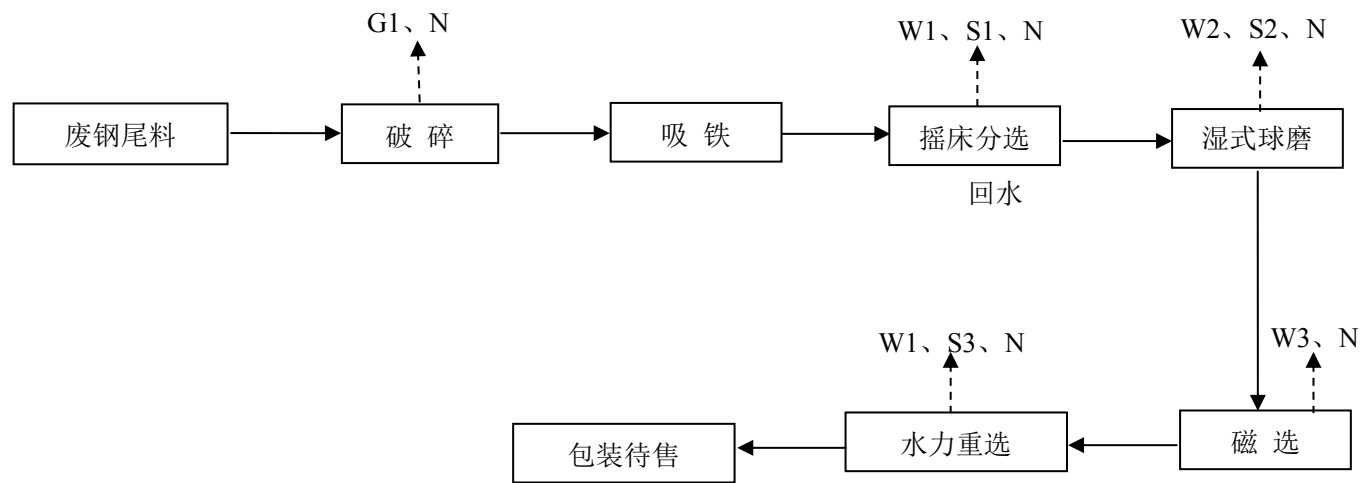 G1、N
W1、S1、N
W2、S2、N
废钢尾料
破 碎
吸 铁
摇床分选
湿式球磨
回水
W1、S3、N
W3、N
包装待售
水力重选
磁 选